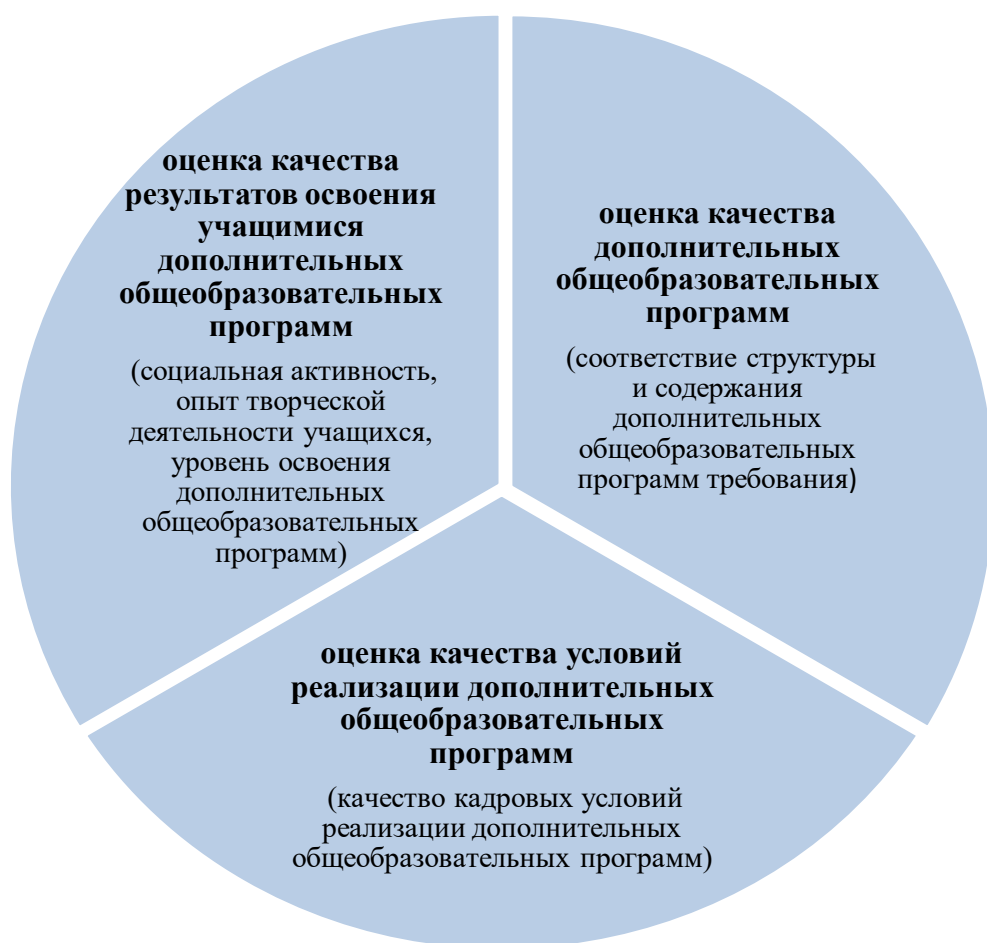 оценка качества
результатов освоения
учащимися
дополнительных
общеобразовательных
программ
(социальная активность,
опыт творческой
деятельности учащихся,
уровень освоения
дополнительных
общеобразовательных
программ)
оценка качества
дополнительных
общеобразовательных
программ
(соответствие структуры
и содержания
дополнительных
общеобразовательных
программ требования)
оценка качества условий
реализации дополнительных
общеобразовательных
программ
(качество кадровых условий
реализации дополнительных
общеобразовательных программ)